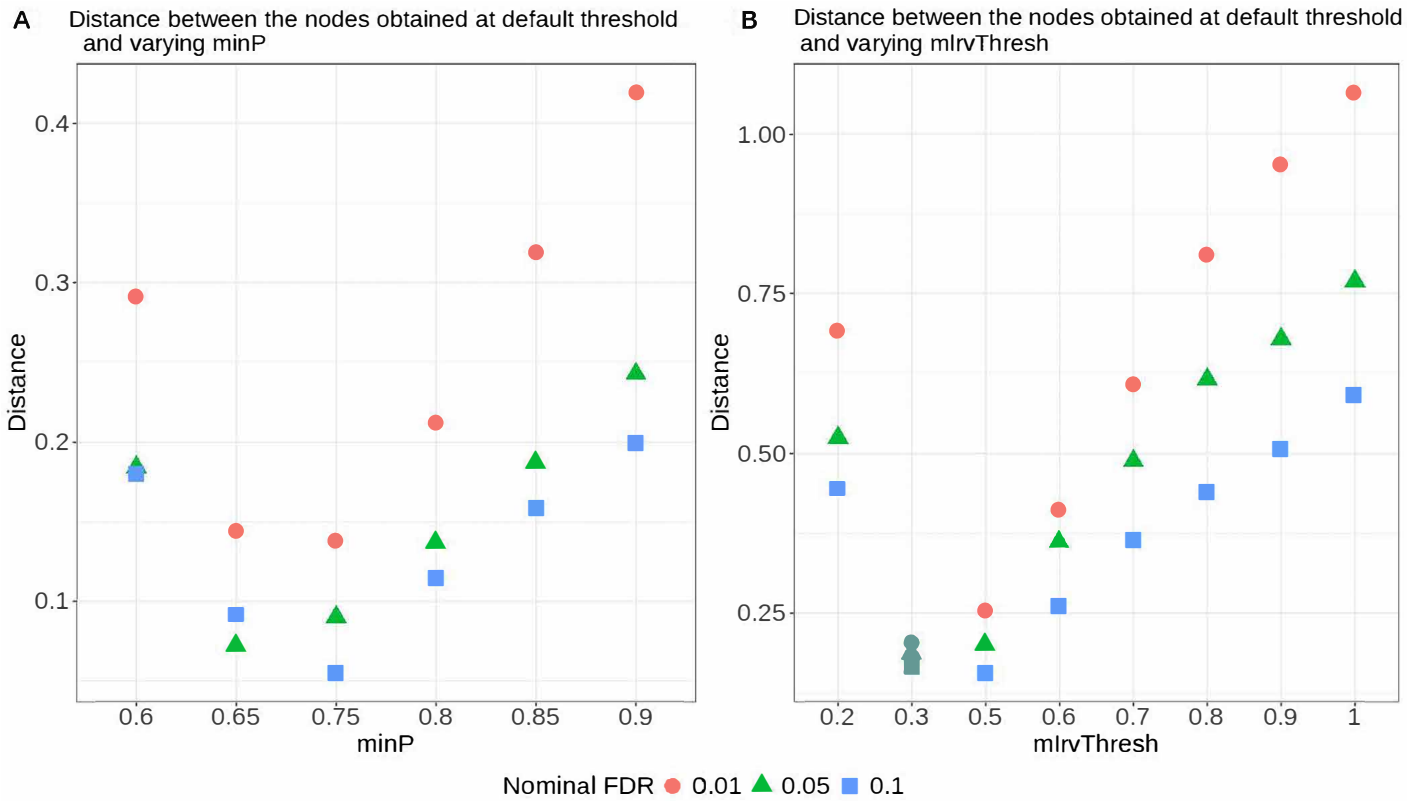 A
Distance between the nodes obtained at default threshold
and varying minP
Distance
0.4
0.3
0.2
0.1
0.6 0.65 0.75 0.8 0.85 0.9
minP
B
Distance between the nodes obtained at default threshold
and varying mIrvThresh
Distance
1.00
0.75
0.50
0.25
0.2 0.3 0.5 0.6 0.7 0.8 0.9 1
mIrvThresh
Nominal FDR 0.01 0.05 0.1